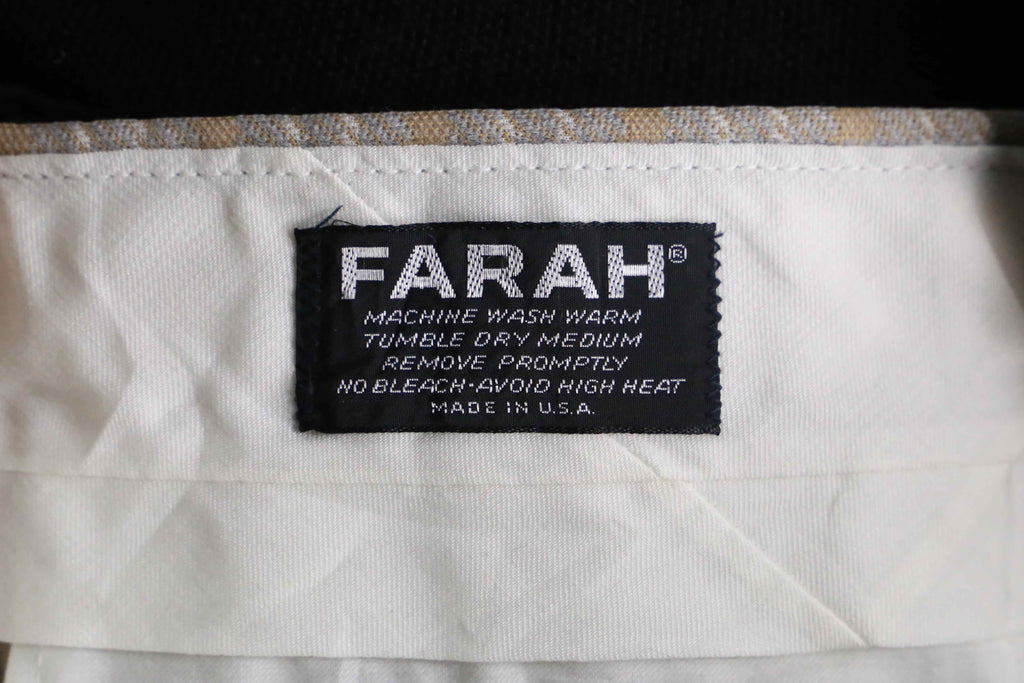 FARAH®
MACHINE WASH WARM
TUMBLE DRY MEDIUM
REMOVE PROMPTLY
NO BLEACH·AVOID HIGH HEAT
MADE IN U.S.A.